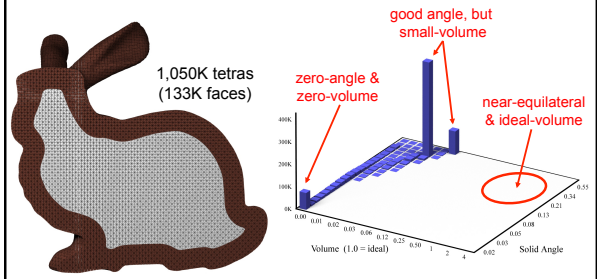 good angle, but
small-volume
1,050K tetras
(133K faces)
zero-angle &
zero-volume
near-equilateral
& ideal-volume
400K
300K
200K
100K
0K
0.00
0.01
0.02
0.03
0.06
0.12
0.25
0.50
1
2
4
Volume (1.0 = ideal)
0.02
0.03
0.05
0.08
0.13
0.21
0.34
0.55
Solid Angle